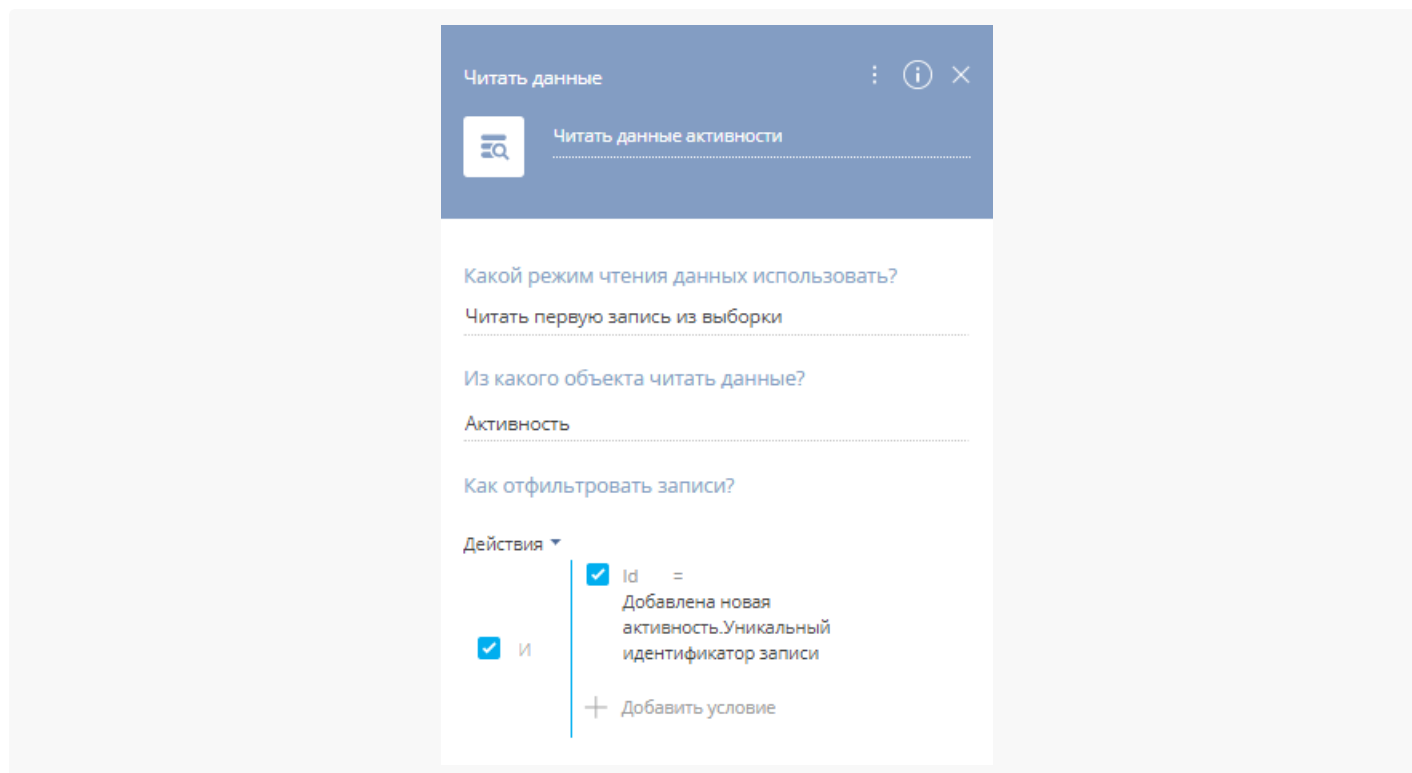 Читать данные
Читать данные активности
Какой режим чтения данных использовать?
Читать первую запись из выборки
Из какого объекта читать данные?
Активность
Как отфильтровать записи?
Действия
Id =
Добавлена новая
активность.Уникальный
идентификатор записи
И
Добавить условие